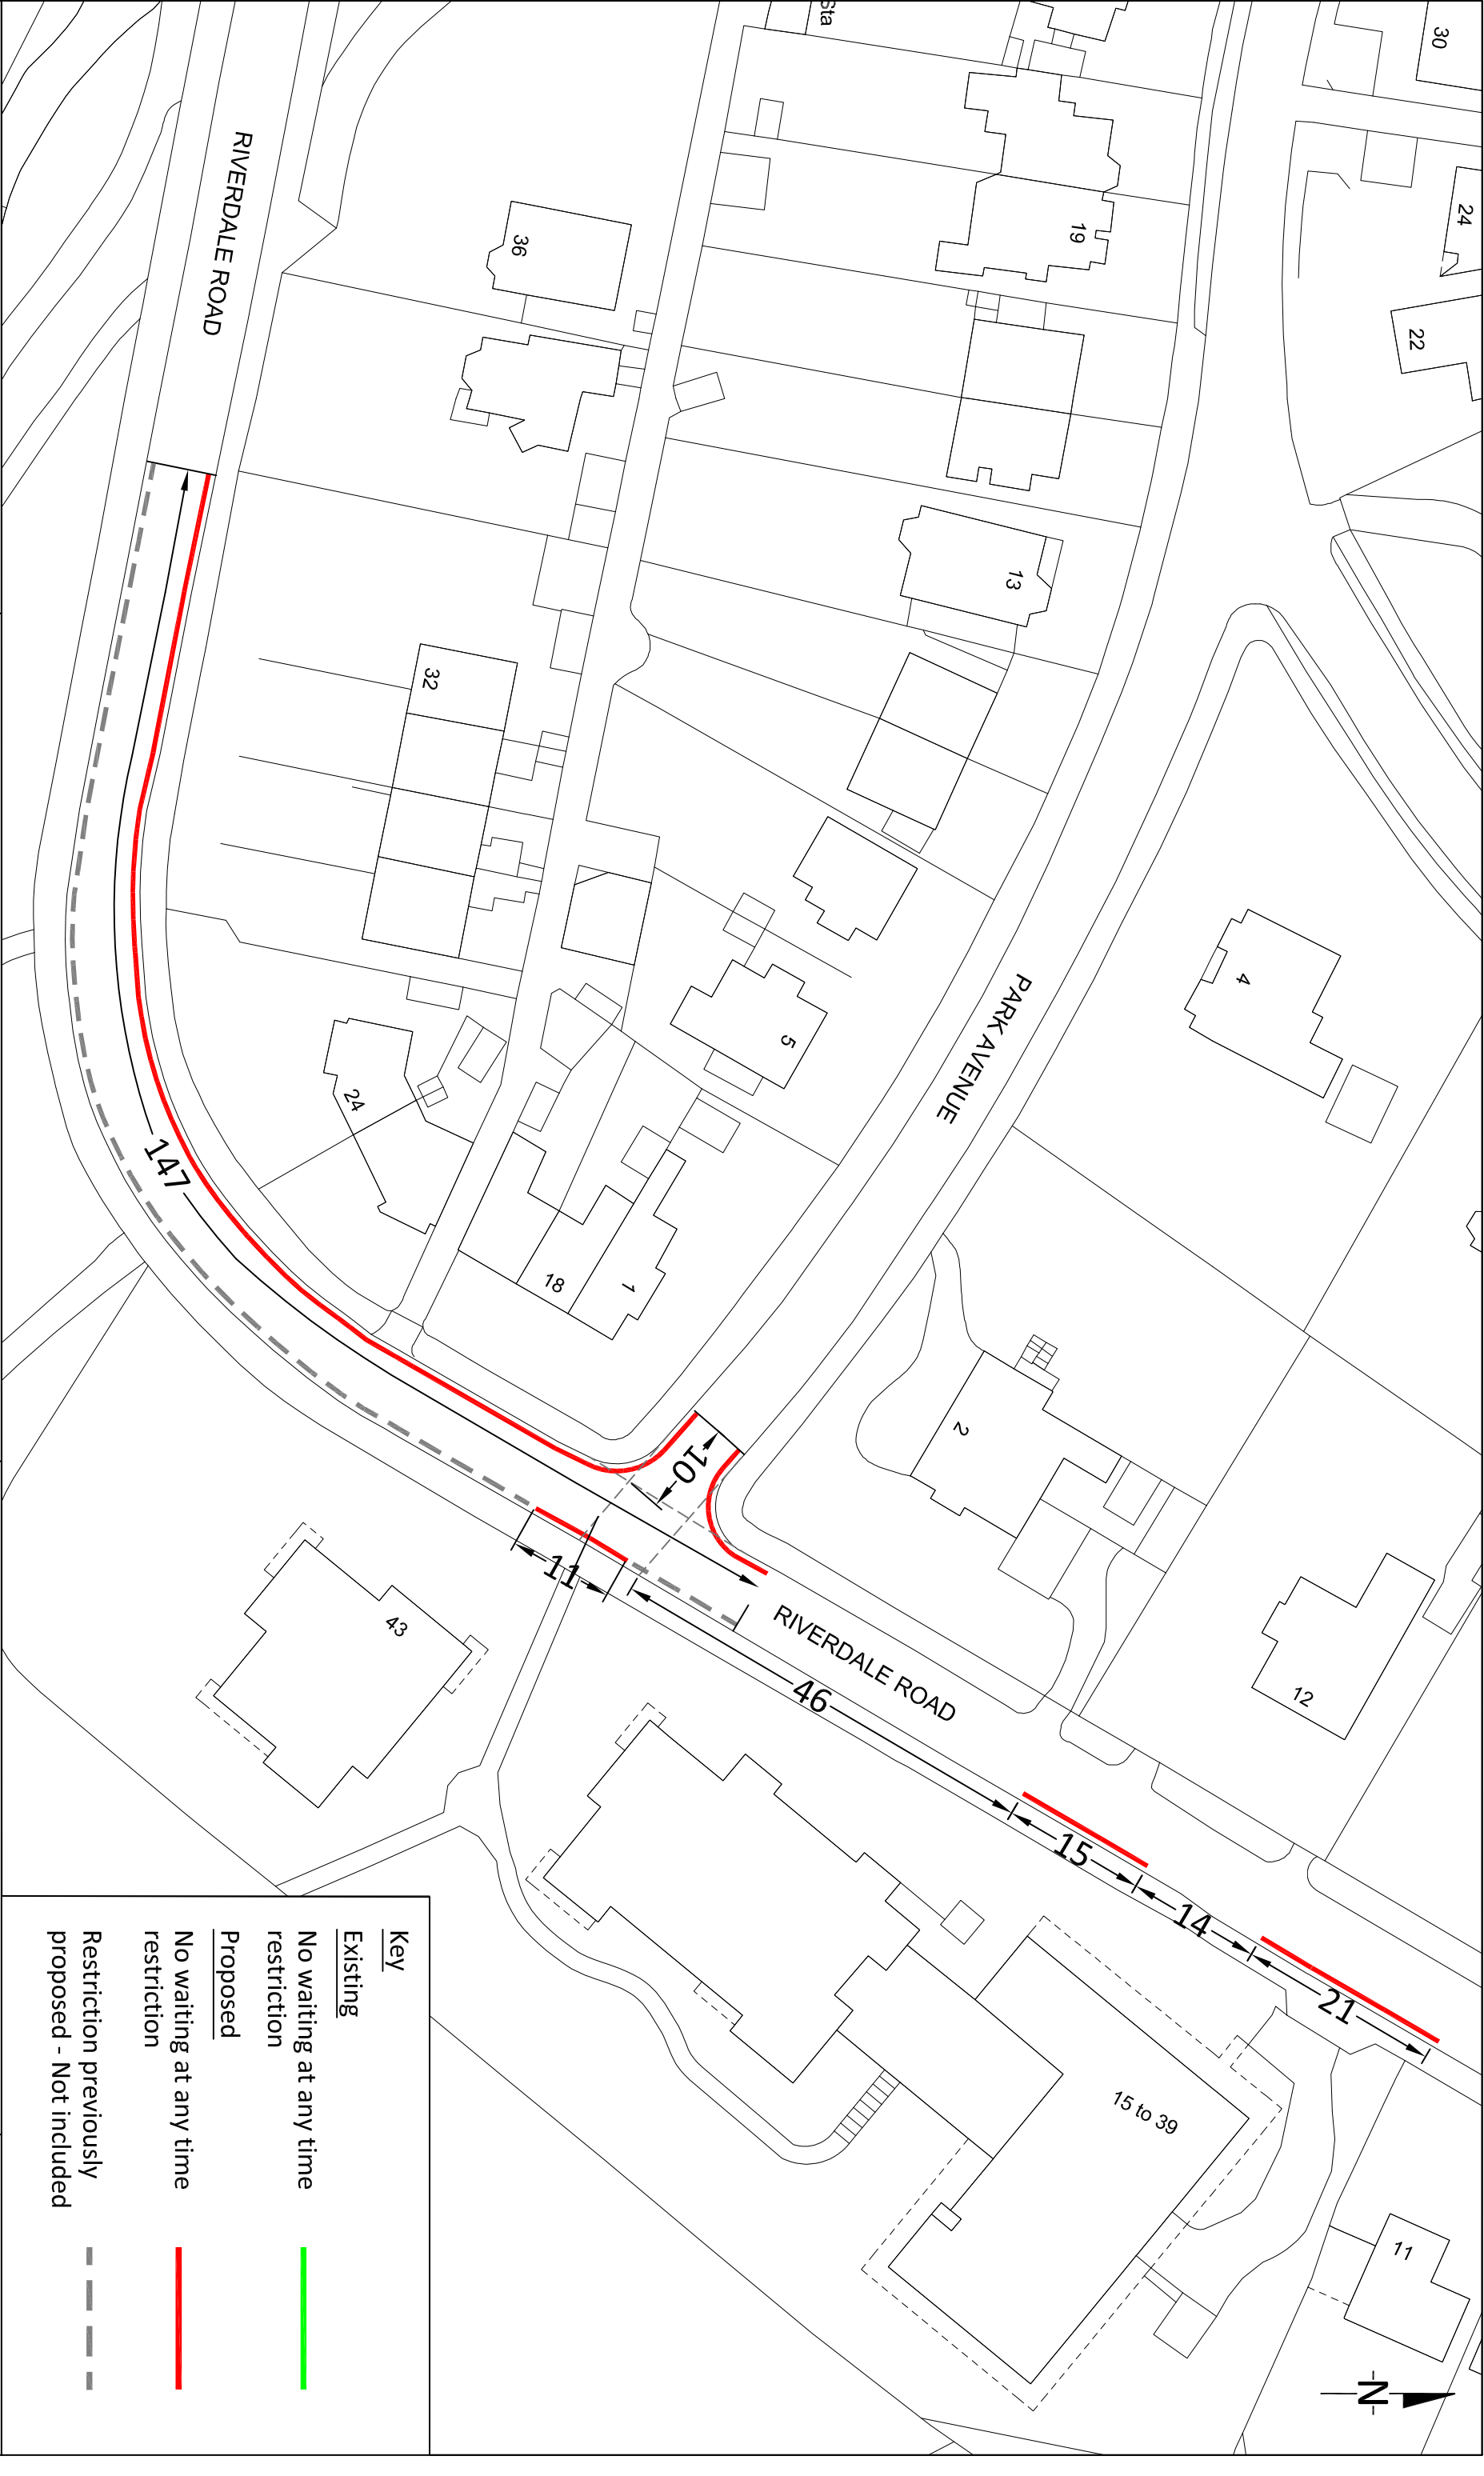 Sta
30
24
22
19
36
13
32
5
4
24
1
18
2
12
43
15 to 39
11
RIVERDALE ROAD
PARK AVENUE
RIVERDALE ROAD
147
10
11
46
15
14
21
N
Key
Existing
No waiting at any time
restriction
Proposed
No waiting at any time
restriction
Restriction previously
proposed - Not included